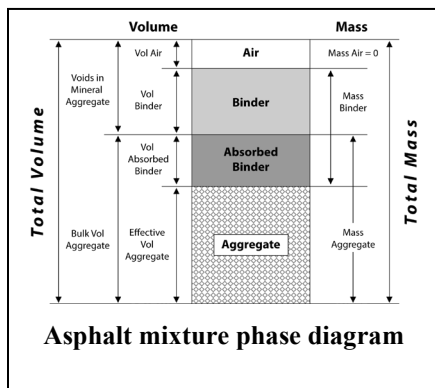 Volume
Mass
Total Volume
Voids in
Mineral
Aggregate
Bulk Vol
Aggregate
Vol Air
Vol
Binder
Vol
Absorbed
Binder
Effective
Vol
Aggregate
Air
Binder
Absorbed
Binder
Aggregate
Mass Air = 0
Mass
Binder
Mass
Aggregate
Total Mass
Asphalt mixture phase diagram